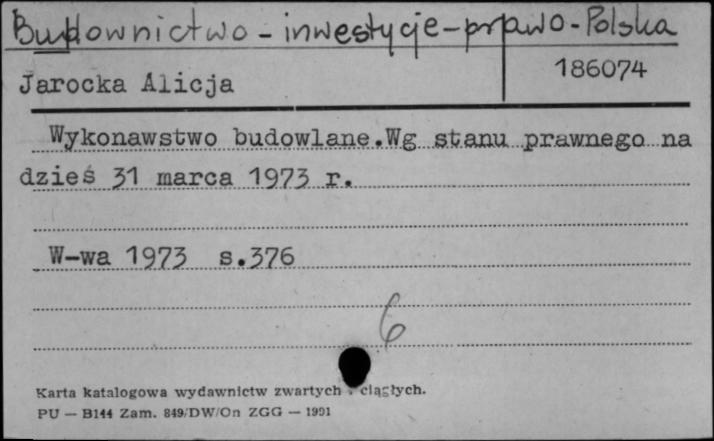 Budownictwo - inwestycje - prawo - Polska
Jarocka Alicja
186074
Wykonawstwo budowlane.Wg stanu prawnego na
dzieś 31 marca 1973 r.
W-wa 1973 s.376
6
Karta katalogowa wydawnictw zwartych i ciągłych.
PU — B144 Zam. 849/DW/On ZGG — 1991